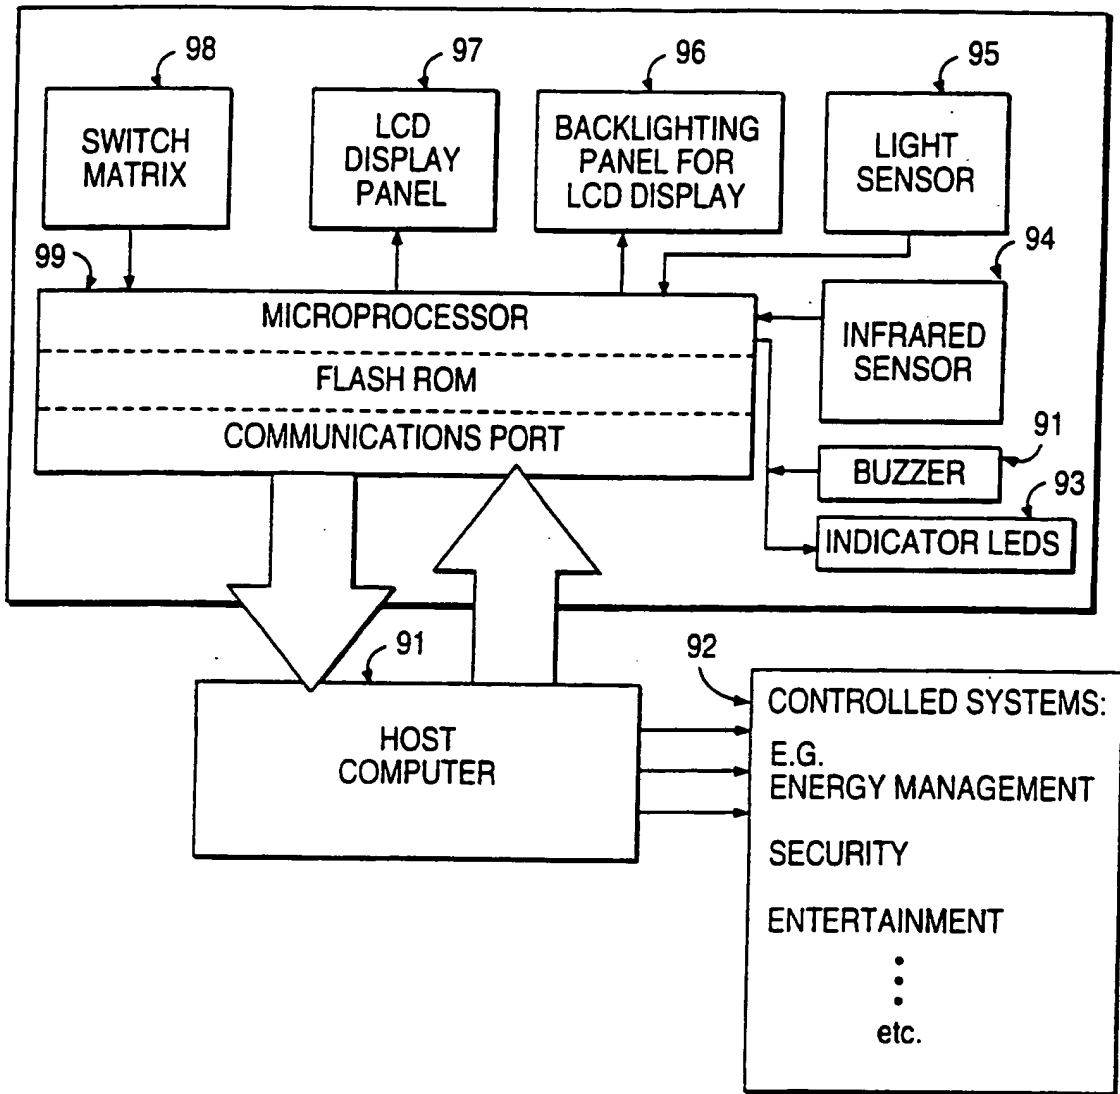 98
97
96
95
SWITCH
MATRIX
LCD
DISPLAY
PANEL
BACKLIGHTING
PANEL FOR
LCD DISPLAY
LIGHT
SENSOR
99
94
MICROPROCESSOR
FLASH ROM
COMMUNICATIONS PORT
INFRARED
SENSOR
91
BUZZER
93
INDICATOR LEDS
91
HOST
COMPUTER
92
CONTROLLED SYSTEMS:
E.G.
ENERGY MANAGEMENT
SECURITY
ENTERTAINMENT
etc.